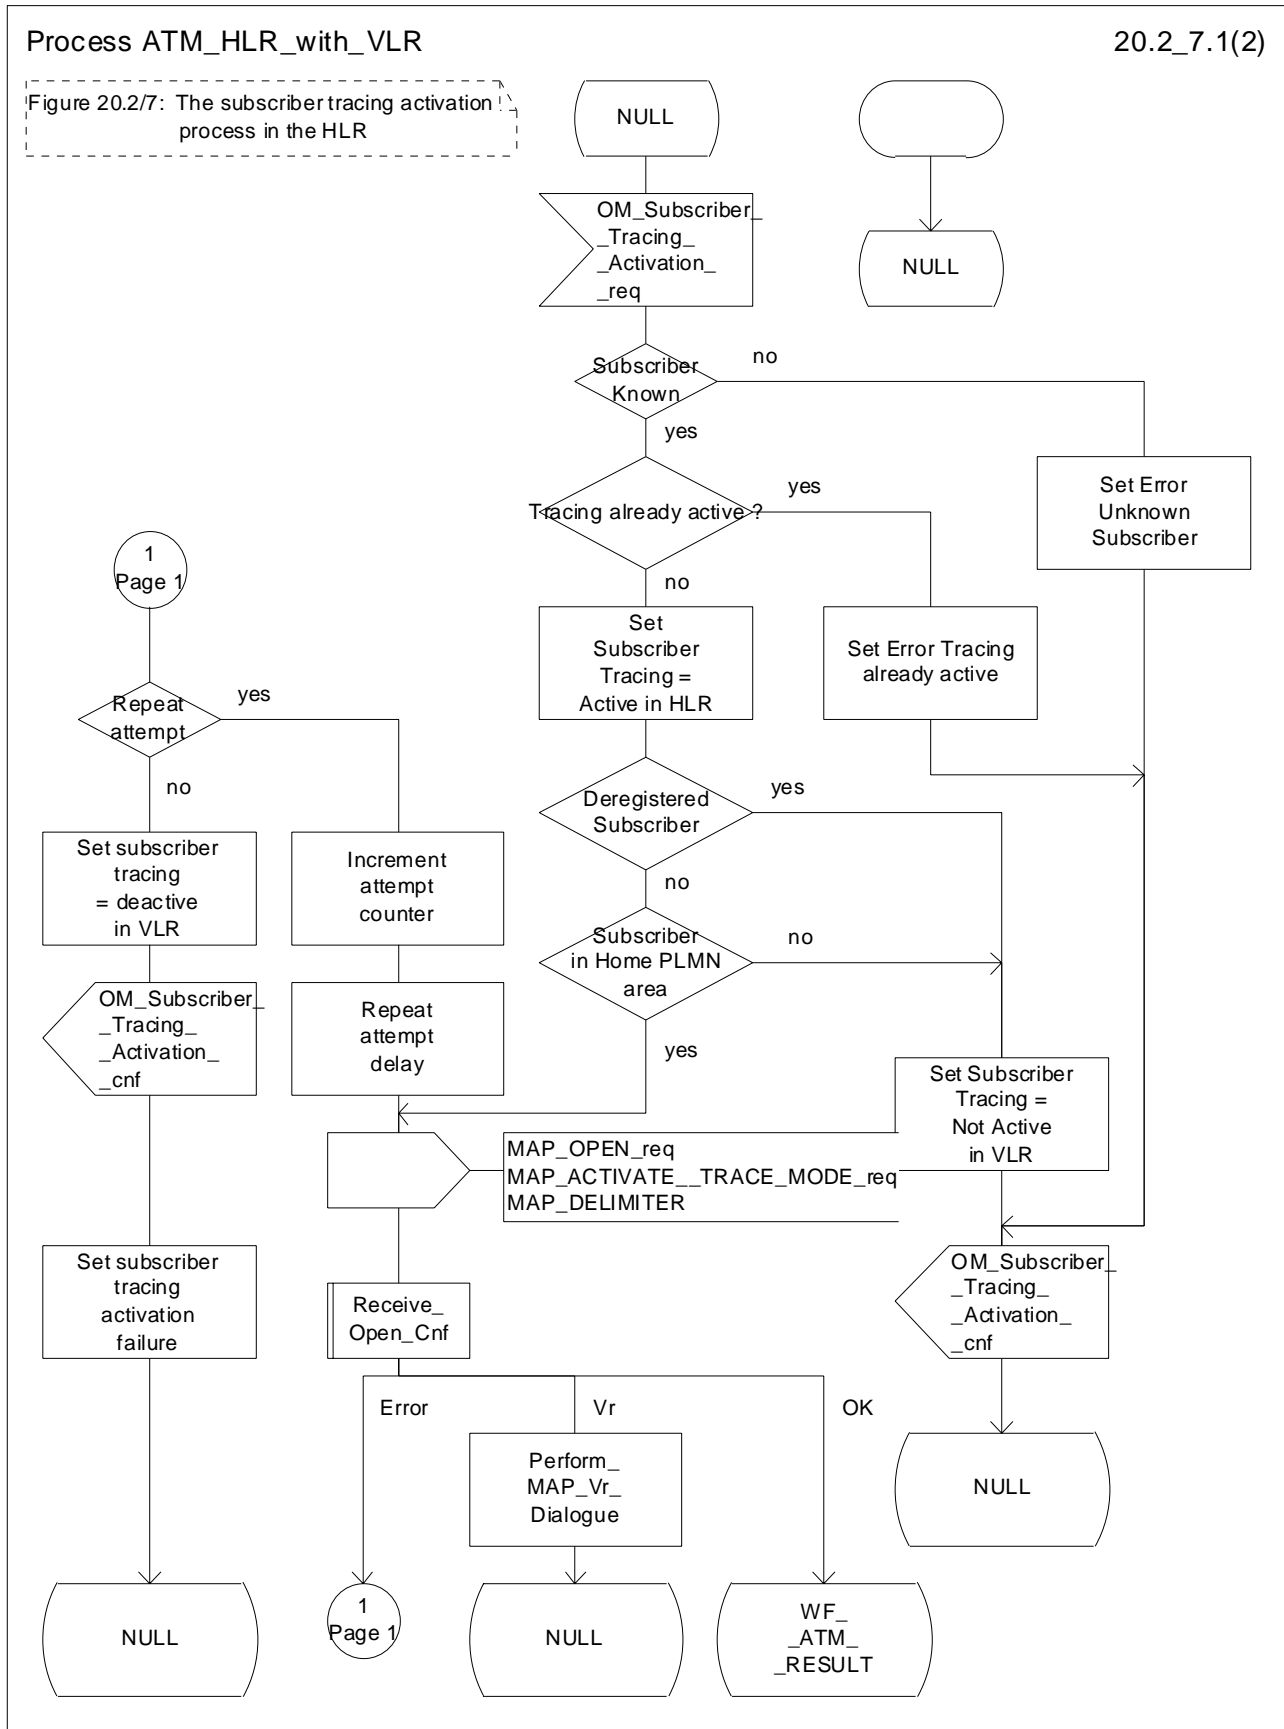 Process ATM_HLR_with_VLR
20.2_7.1(2)
Figure 20.2/7: The subscriber tracing activation
process in the HLR
NULL
OM_Subscriber_
_Tracing_
_Activation_
_req
NULL
Subscriber
Known
no
yes
Tracing already active ?
yes
no
Set Error
Unknown
Subscriber
1
Page 1
Set
Subscriber
Tracing =
Active in HLR
Set Error Tracing
already active
Repeat
attempt
yes
no
Deregistered
Subscriber
yes
no
Set subscriber
tracing
= deactive
in VLR
Increment
attempt
counter
Subscriber
in Home PLMN
area
no
yes
OM_Subscriber_
_Tracing_
_Activation_
_cnf
Repeat
attempt
delay
Set Subscriber
Tracing =
Not Active
in VLR
MAP_OPEN_req
MAP_ACTIVATE__TRACE_MODE_req
MAP_DELIMITER
Set subscriber
tracing
activation
failure
Receive_
Open_Cnf
OM_Subscriber_
_Tracing_
_Activation_
_cnf
Error
Vr
OK
Perform_
MAP_Vr_
Dialogue
NULL
NULL
1
Page 1
NULL
WF_
_ATM_
_RESULT